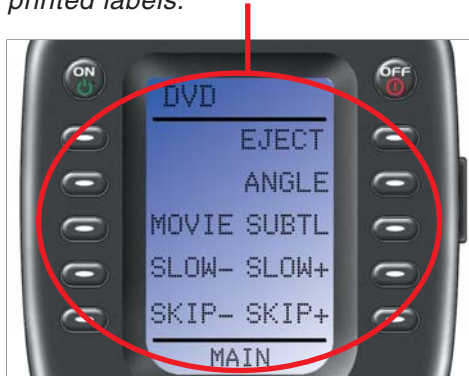 printed labels.
ON OFF
DVD
EJECT
ANGLE
MOVIE SUBTL
SLOW- SLOW+
SKIP- SKIP+
MAIN